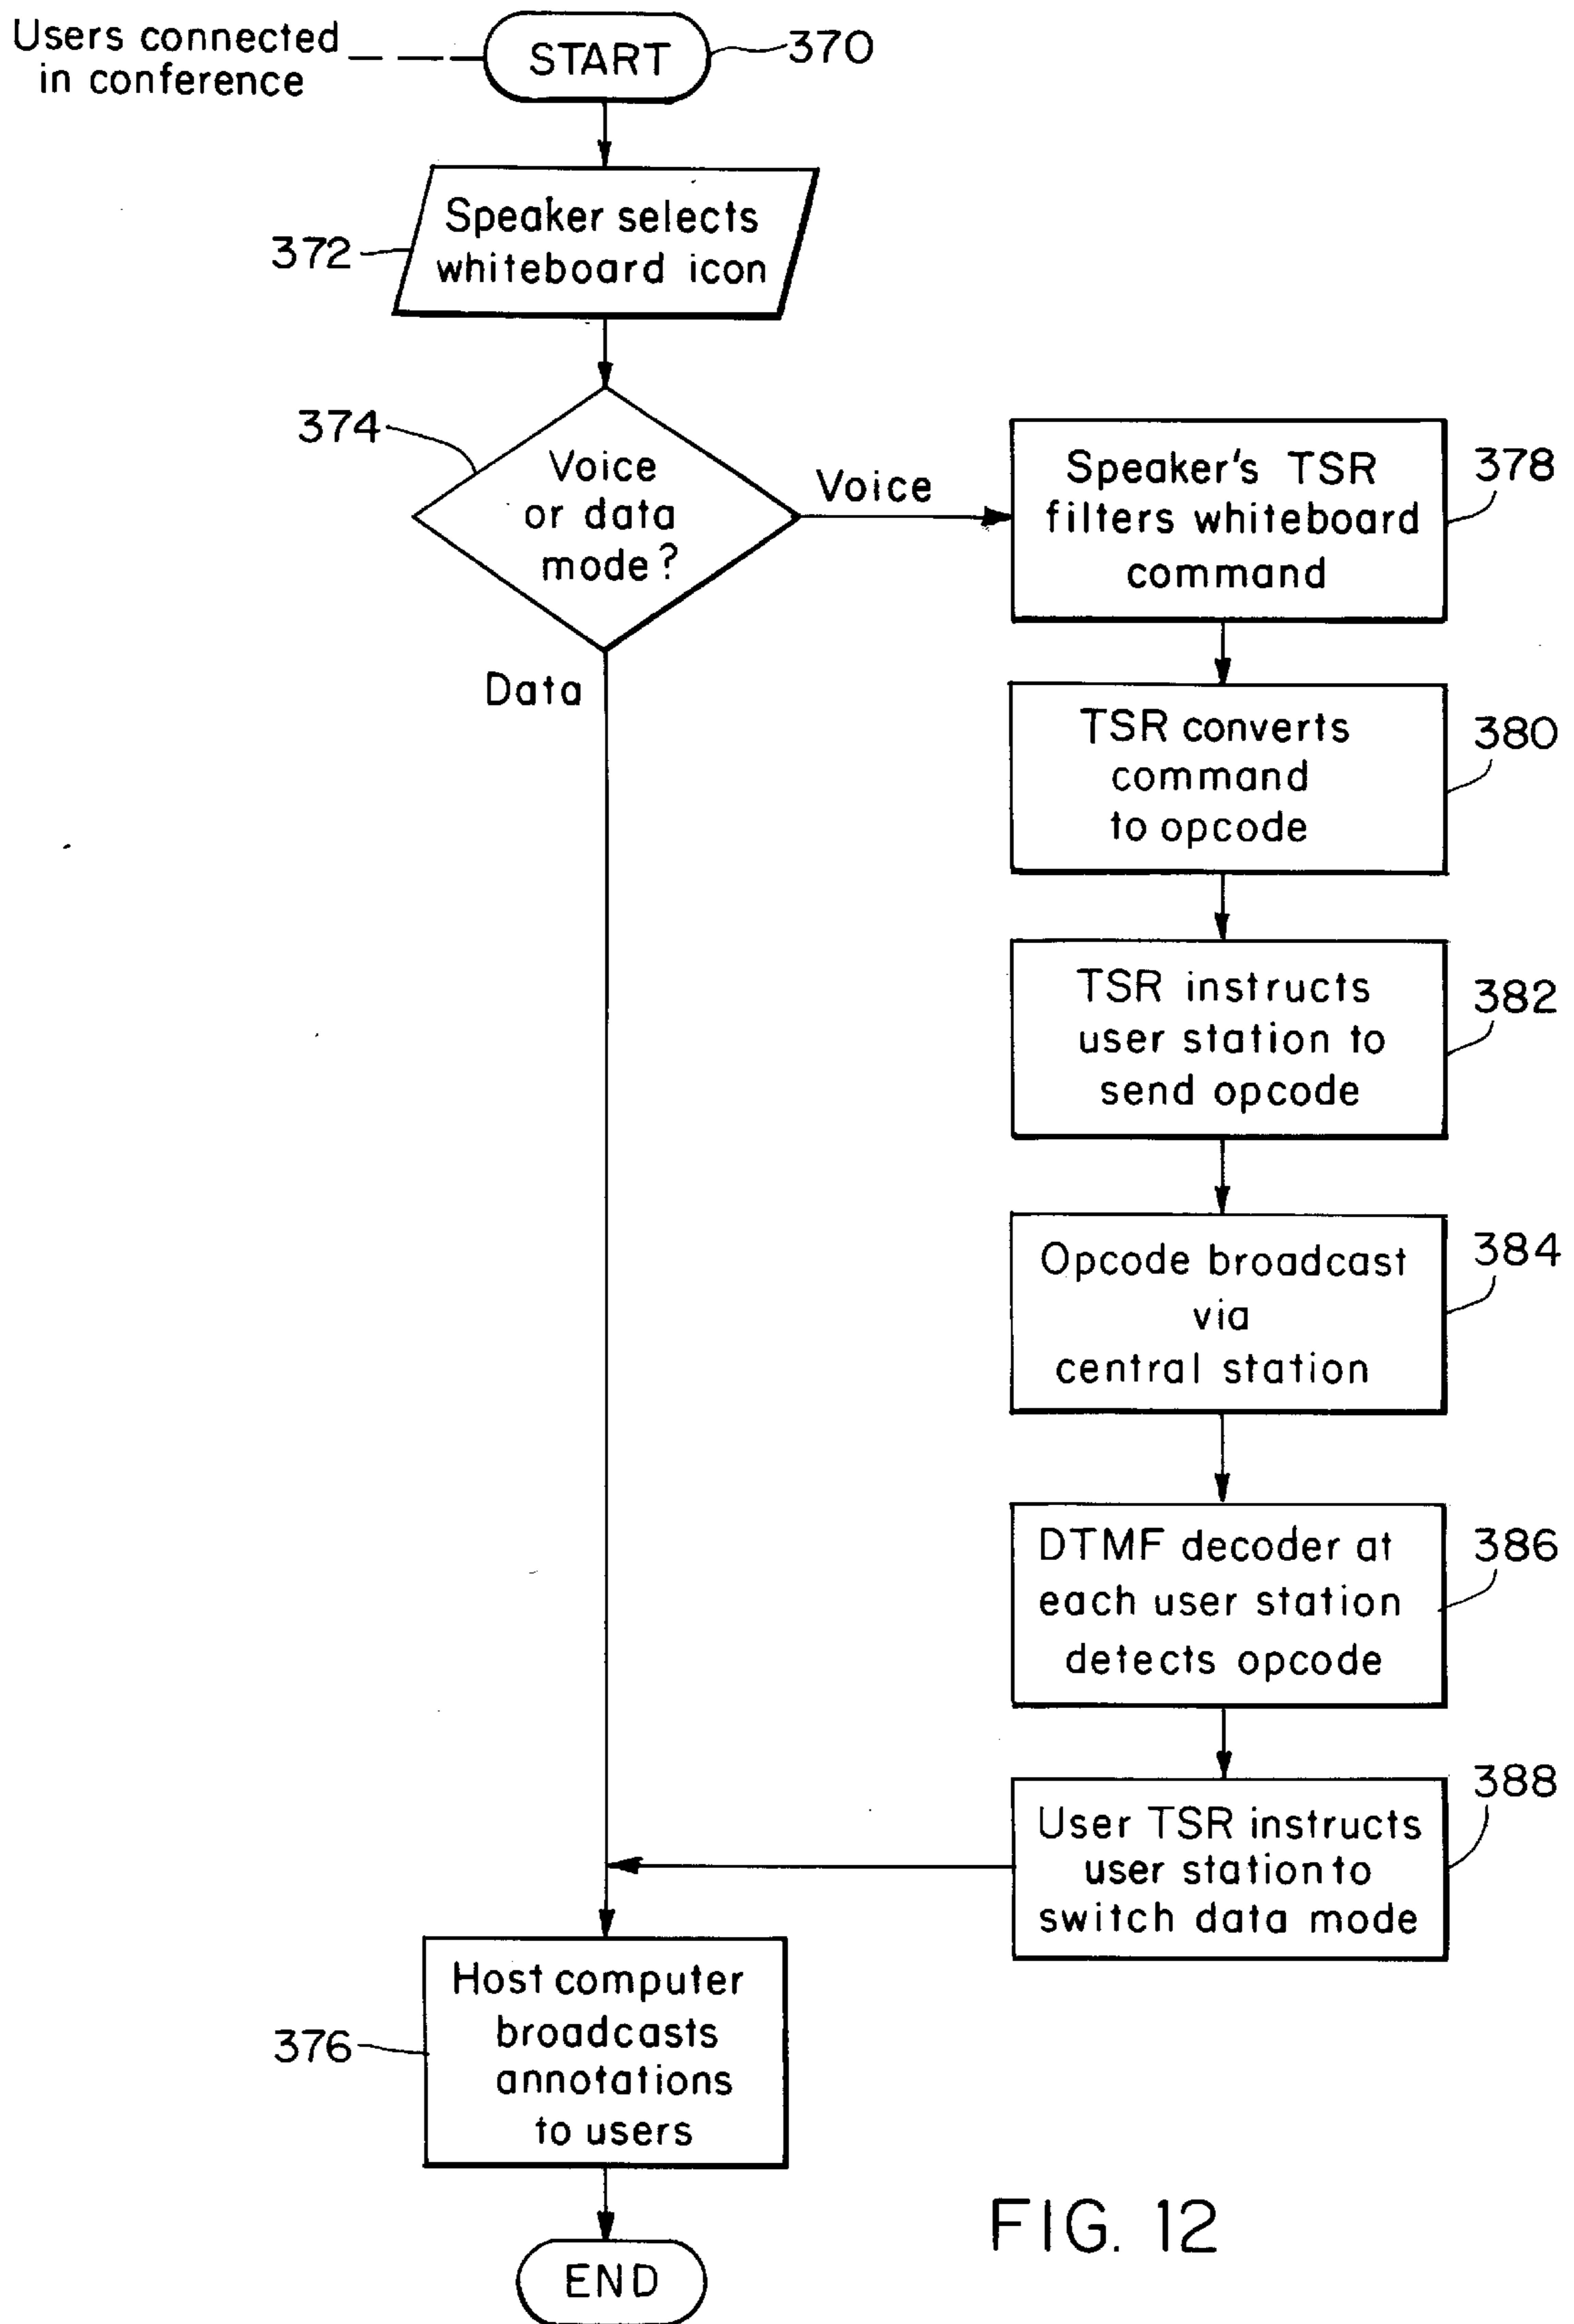 Users connected
in conference
START
370
Speaker selects
whiteboard icon
372
374
Voice
or data
mode?
Voice
Data
Speaker's TSR
filters whiteboard
command
378
TSR converts
command
to opcode
380
TSR instructs
user station to
send opcode
382
Opcode broadcast
via
central station
384
DTMF decoder at
each user station
detects opcode
386
User TSR instructs
user station to
switch data mode
388
Host computer
broadcasts
annotations
to users
376
END
FIG. 12